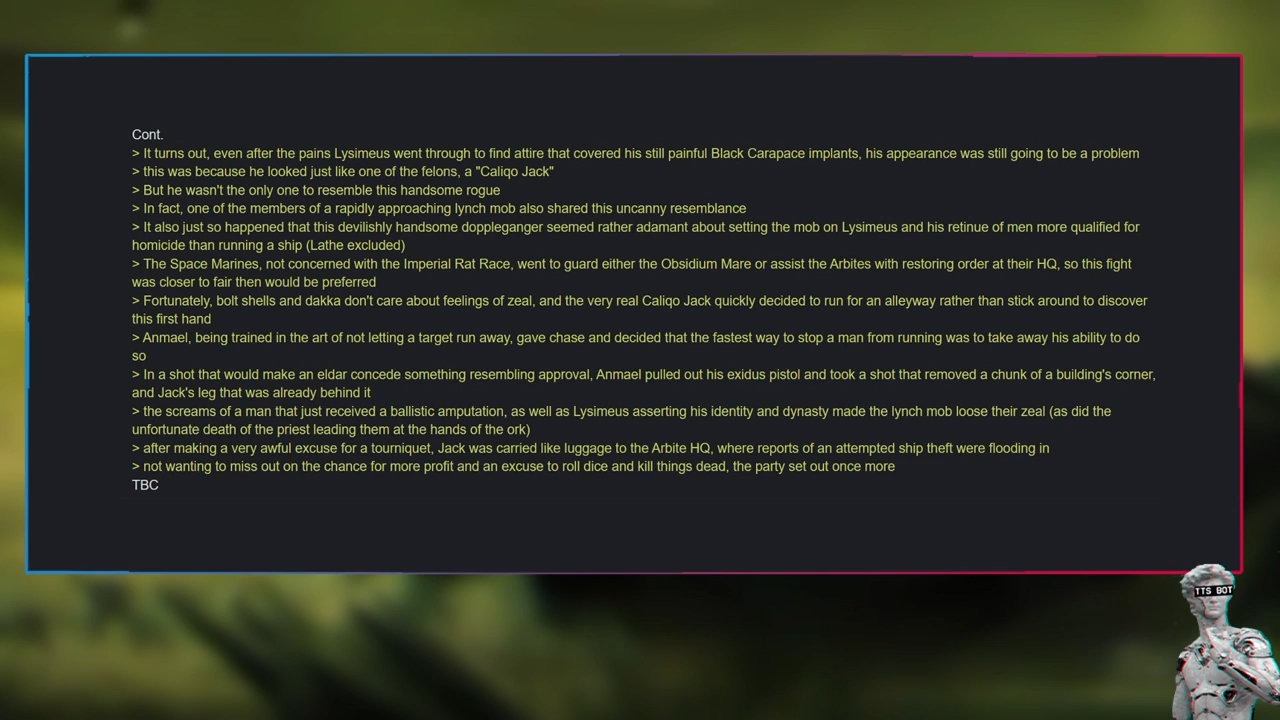 Cont.
> It turns out, even after the pains Lysimeus went through to find attire that covered his still painful Black Carapace implants, his appearance was still going to be a problem
> this was because he looked just like one of the felons, a "Caliqo Jack"
> But he wasn't the only one to resemble this handsome rogue
> In fact, one of the members of a rapidly approaching lynch mob also shared this uncanny resemblance
> It also just so happened that this devilishly handsome doppleganger seemed rather adamant about setting the mob on Lysimeus and his retinue of men more qualified for
homicide than running a ship (Lathe excluded)
> The Space Marines, not concerned with the Imperial Rat Race, went to guard either the Obsidium Mare or assist the Arbites with restoring order at their HQ, so this fight
was closer to fair then would be preferred
> Fortunately, bolt shells and dakka don't care about feelings of zeal, and the very real Caliqo Jack quickly decided to run for an alleyway rather than stick around to discover
this first hand
> Anmael, being trained in the art of not letting a target run away, gave chase and decided that the fastest way to stop a man from running was to take away his ability to do
so
> In a shot that would make an eldar concede something resembling approval, Anmael pulled out his exidus pistol and took a shot that removed a chunk of a building's corner,
and Jack's leg that was already behind it
> the screams of a man that just received a ballistic amputation, as well as Lysimeus asserting his identity and dynasty made the lynch mob loose their zeal (as did the
unfortunate death of the priest leading them at the hands of the ork)
> after making a very awful excuse for a tourniquet, Jack was carried like luggage to the Arbite HQ, where reports of an attempted ship theft were flooding in
> not wanting to miss out on the chance for more profit and an excuse to roll dice and kill things dead, the party set out once more
TBC
TTS BOT